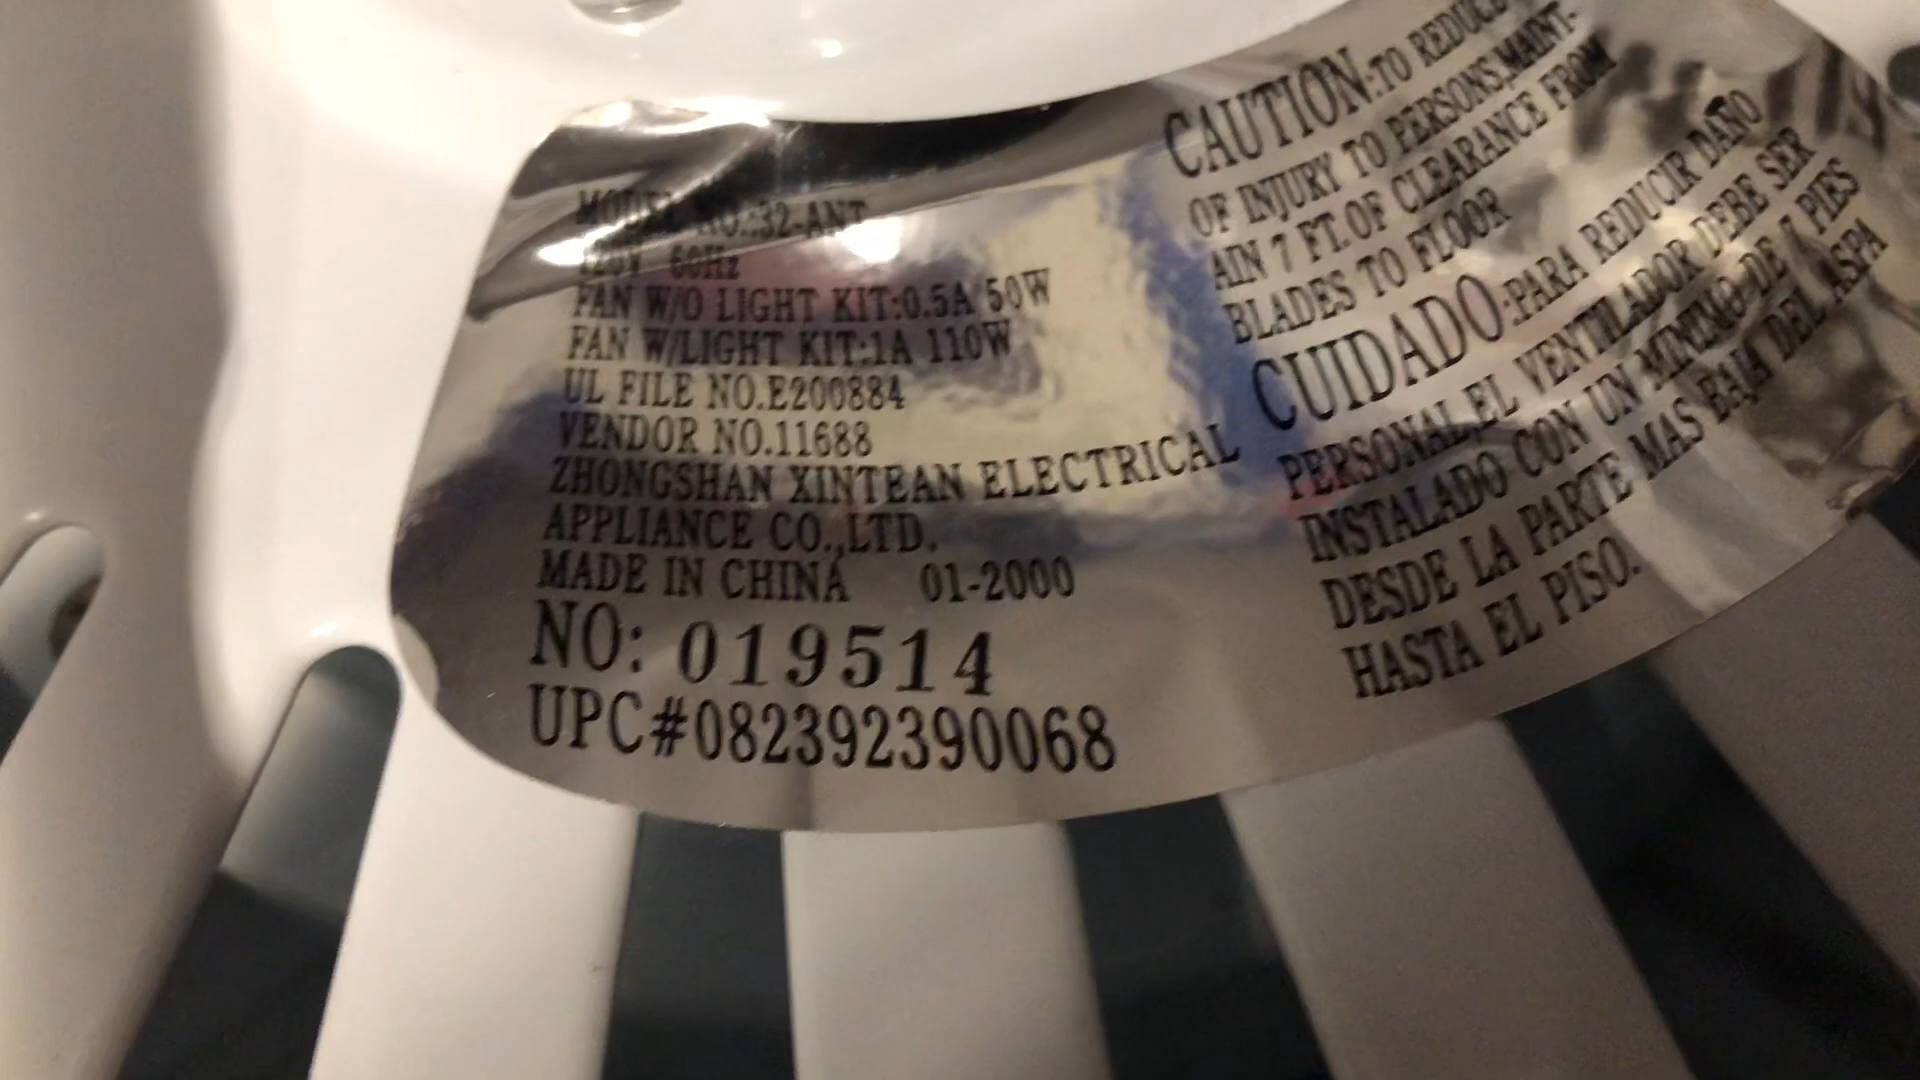 MODEL NO.:32-ANT
120V 60Hz
FAN W/O LIGHT KIT:0.5A 50W
FAN W/LIGHT KIT:1A 110W
UL FILE NO.E200884
VENDOR NO.11688
ZHONGSHAN XINTEAN ELECTRICAL
APPLIANCE CO.,LTD.
MADE IN CHINA 01-2000
NO: 019514
UPC#082392390068
CAUTION:TO REDUCE
OF INJURY TO PERSONS,MAINT-
AIN 7 FT.OF CLEARANCE FROM
BLADES TO FLOOR
CUIDADO:PARA REDUCIR DAÑO
PERSONAL,EL VENTILADOR DEBE SER
INSTALADO CON UN MINIMO DE 7 PIES
DESDE LA PARTE MAS BAJA DEL ASPA
HASTA EL PISO.